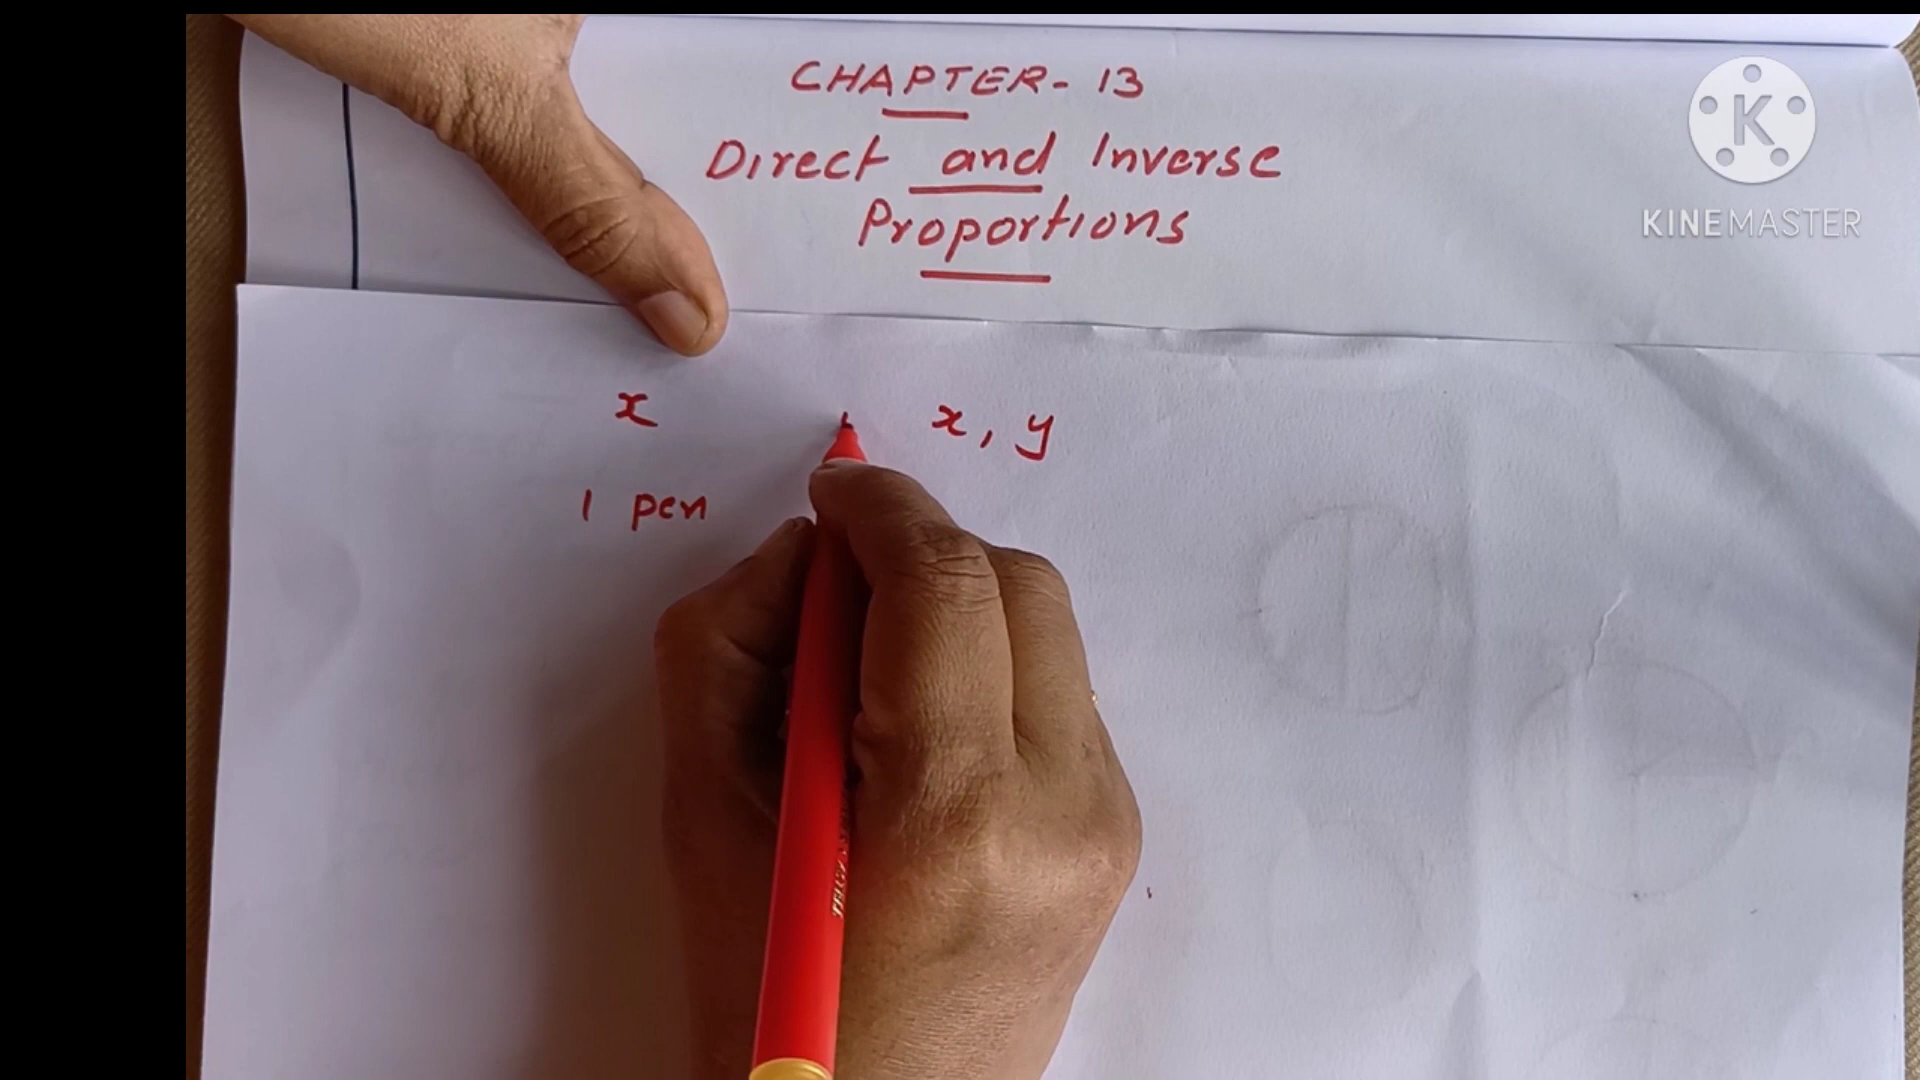 CHAPTER- 13
Direct and Inverse
Proportions
KINEMASTER
x
x, y
1 pen